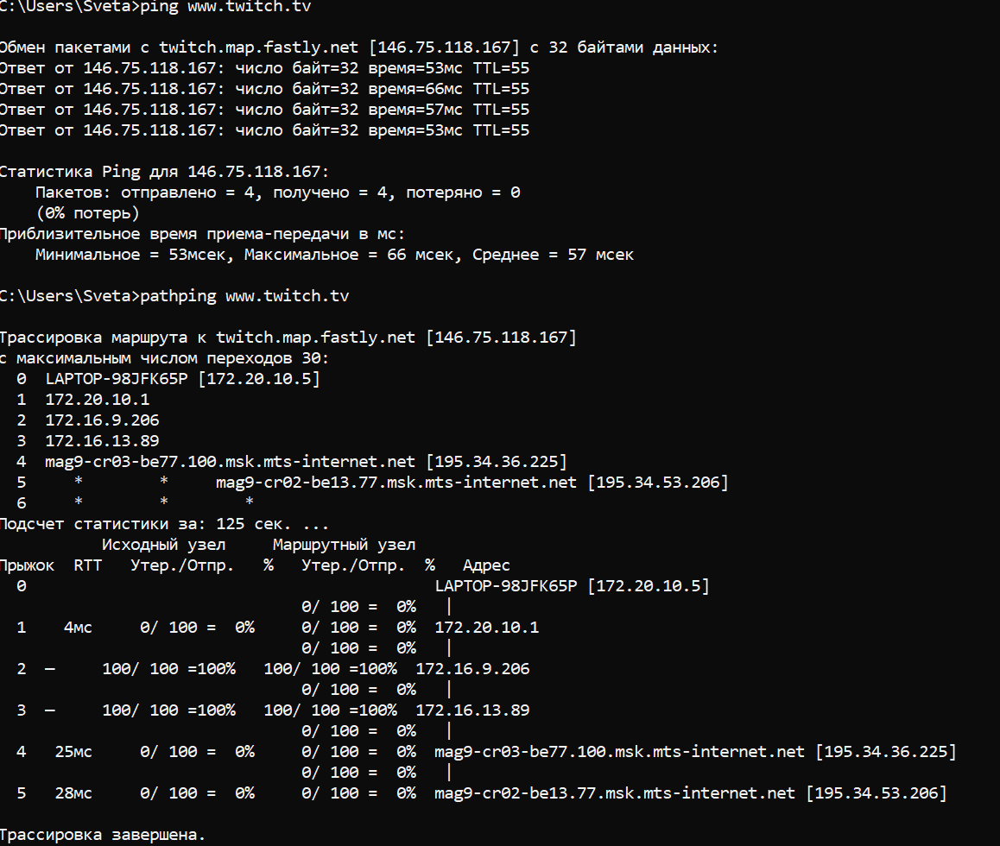 C:\Users\Sveta>ping www.twitch.tv
Обмен пакетами с twitch.map.fastly.net [146.75.118.167] с 32 байтами данных:
Ответ от 146.75.118.167: число байт=32 время=53мс TTL=55
Ответ от 146.75.118.167: число байт=32 время=66мс TTL=55
Ответ от 146.75.118.167: число байт=32 время=57мс TTL=55
Ответ от 146.75.118.167: число байт=32 время=53мс TTL=55
Статистика Ping для 146.75.118.167:
    Пакетов: отправлено = 4, получено = 4, потеряно = 0
    (0% потерь)
Приблизительное время приема-передачи в мс:
    Минимальное = 53мсек, Максимальное = 66 мсек, Среднее = 57 мсек
C:\Users\Sveta>pathping www.twitch.tv
Трассировка маршрута к twitch.map.fastly.net [146.75.118.167]
с максимальным числом переходов 30:
  0  LAPTOP-98JFK65P [172.20.10.5]
  1  172.20.10.1
  2  172.16.9.206
  3  172.16.13.89
  4  mag9-cr03-be77.100.msk.mts-internet.net [195.34.36.225]
  5     *        *     mag9-cr02-be13.77.msk.mts-internet.net [195.34.53.206]
  6     *        *        *
Подсчет статистики за: 125 сек. ...
           Исходный узел     Маршрутный узел
Прыжок  RTT   Утер./Отпр.   %   Утер./Отпр.  %   Адрес
  0                                           LAPTOP-98JFK65P [172.20.10.5]
                                0/ 100 =  0%   |
  1    4мс     0/ 100 =  0%     0/ 100 =  0%  172.20.10.1
                                0/ 100 =  0%   |
  2  —     100/ 100 =100%   100/ 100 =100%  172.16.9.206
                                0/ 100 =  0%   |
  3  —     100/ 100 =100%   100/ 100 =100%  172.16.13.89
                                0/ 100 =  0%   |
  4   25мс     0/ 100 =  0%     0/ 100 =  0%  mag9-cr03-be77.100.msk.mts-internet.net [195.34.36.225]
                                0/ 100 =  0%   |
  5   28мс     0/ 100 =  0%     0/ 100 =  0%  mag9-cr02-be13.77.msk.mts-internet.net [195.34.53.206]
Трассировка завершена.